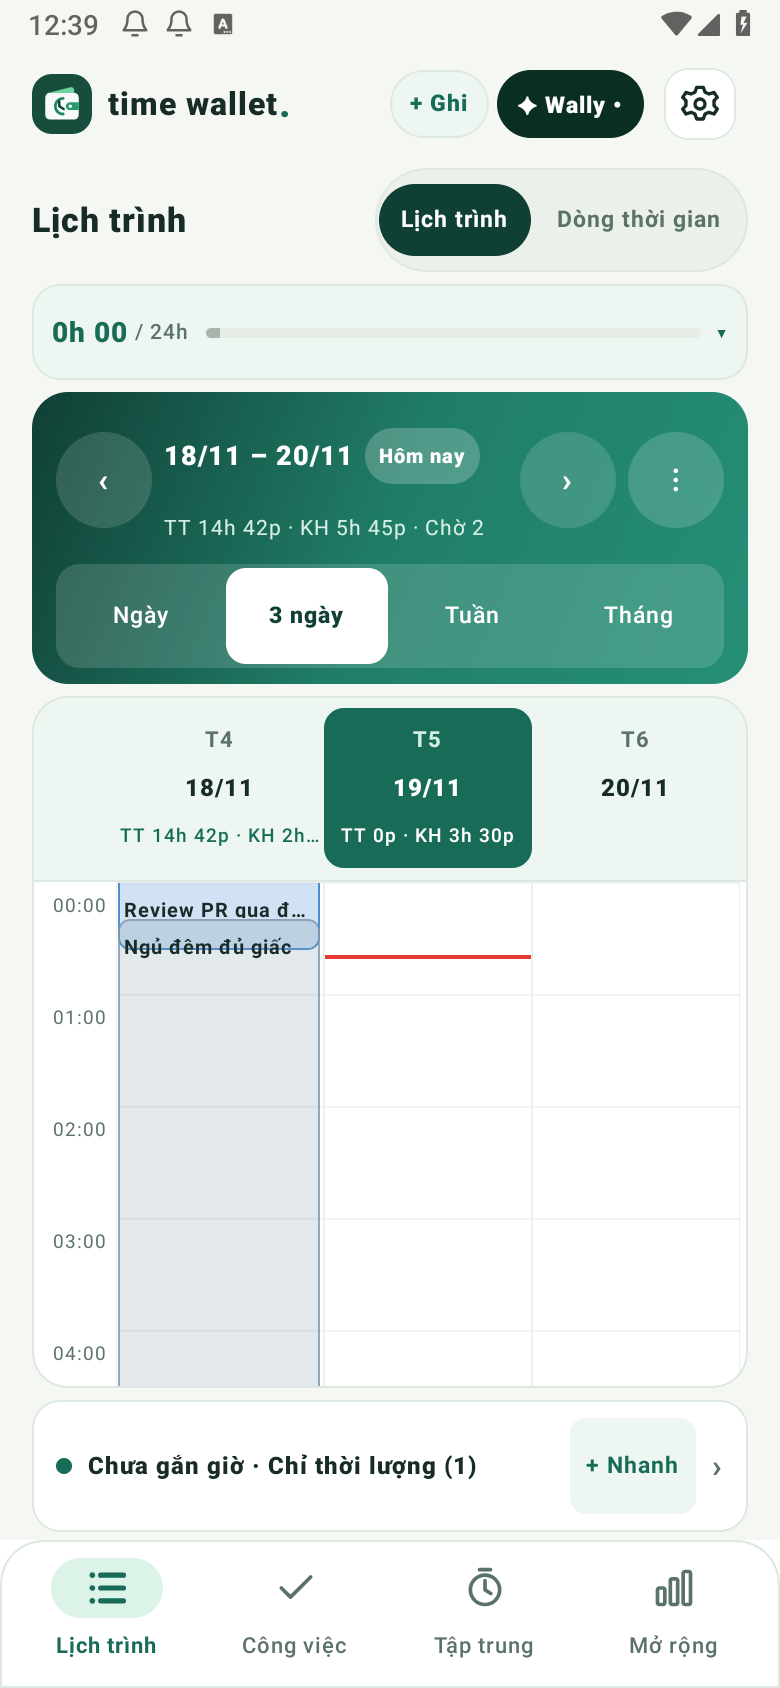 12:39
time wallet.
+ Ghi
✦ Wally •
Lịch trình
Lịch trình
Dòng thời gian
0h 00 / 24h
▾
‹
18/11 – 20/11
Hôm nay
›
⋮
TT 14h 42p · KH 5h 45p · Chờ 2
Ngày
3 ngày
Tuần
Tháng
T4
T5
T6
18/11
19/11
20/11
TT 14h 42p · KH 2h…
TT 0p · KH 3h 30p
00:00
Review PR qua đ…
Ngủ đêm đủ giấc
01:00
02:00
03:00
04:00
Chưa gắn giờ · Chỉ thời lượng (1)
+ Nhanh
›
Lịch trình
Công việc
Tập trung
Mở rộng